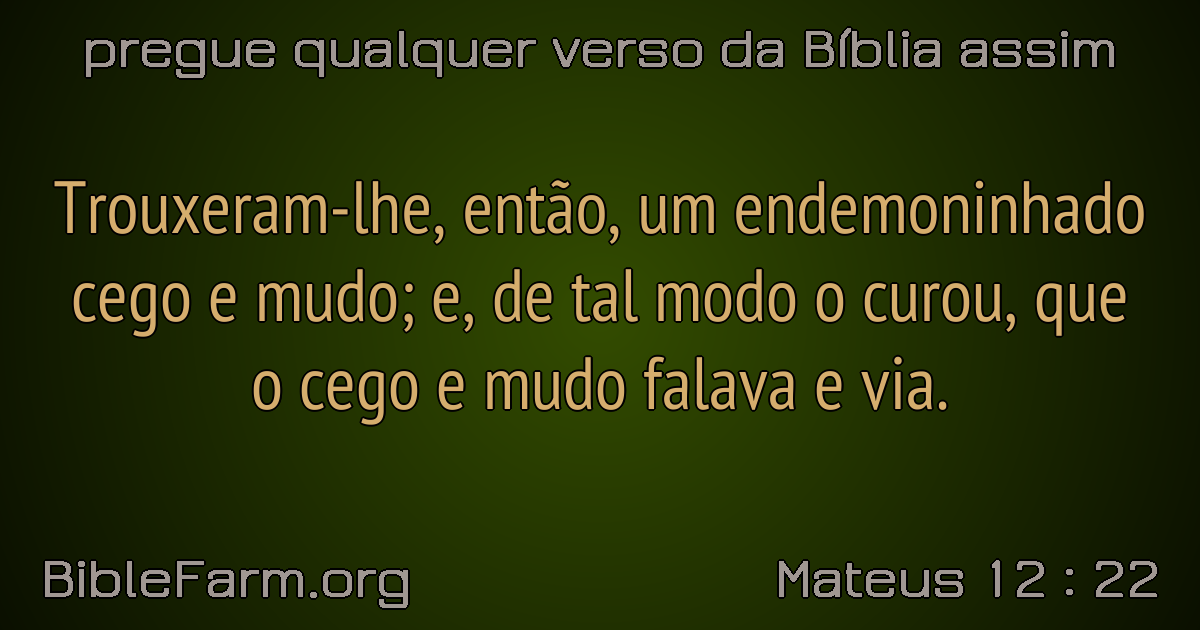 pregue qualquer verso da Bíblia assim
Trouxeram-lhe, então, um endemoninhado
cego e mudo; e, de tal modo o curou, que
o cego e mudo falava e via.
BibleFarm.org
Mateus 12 : 22